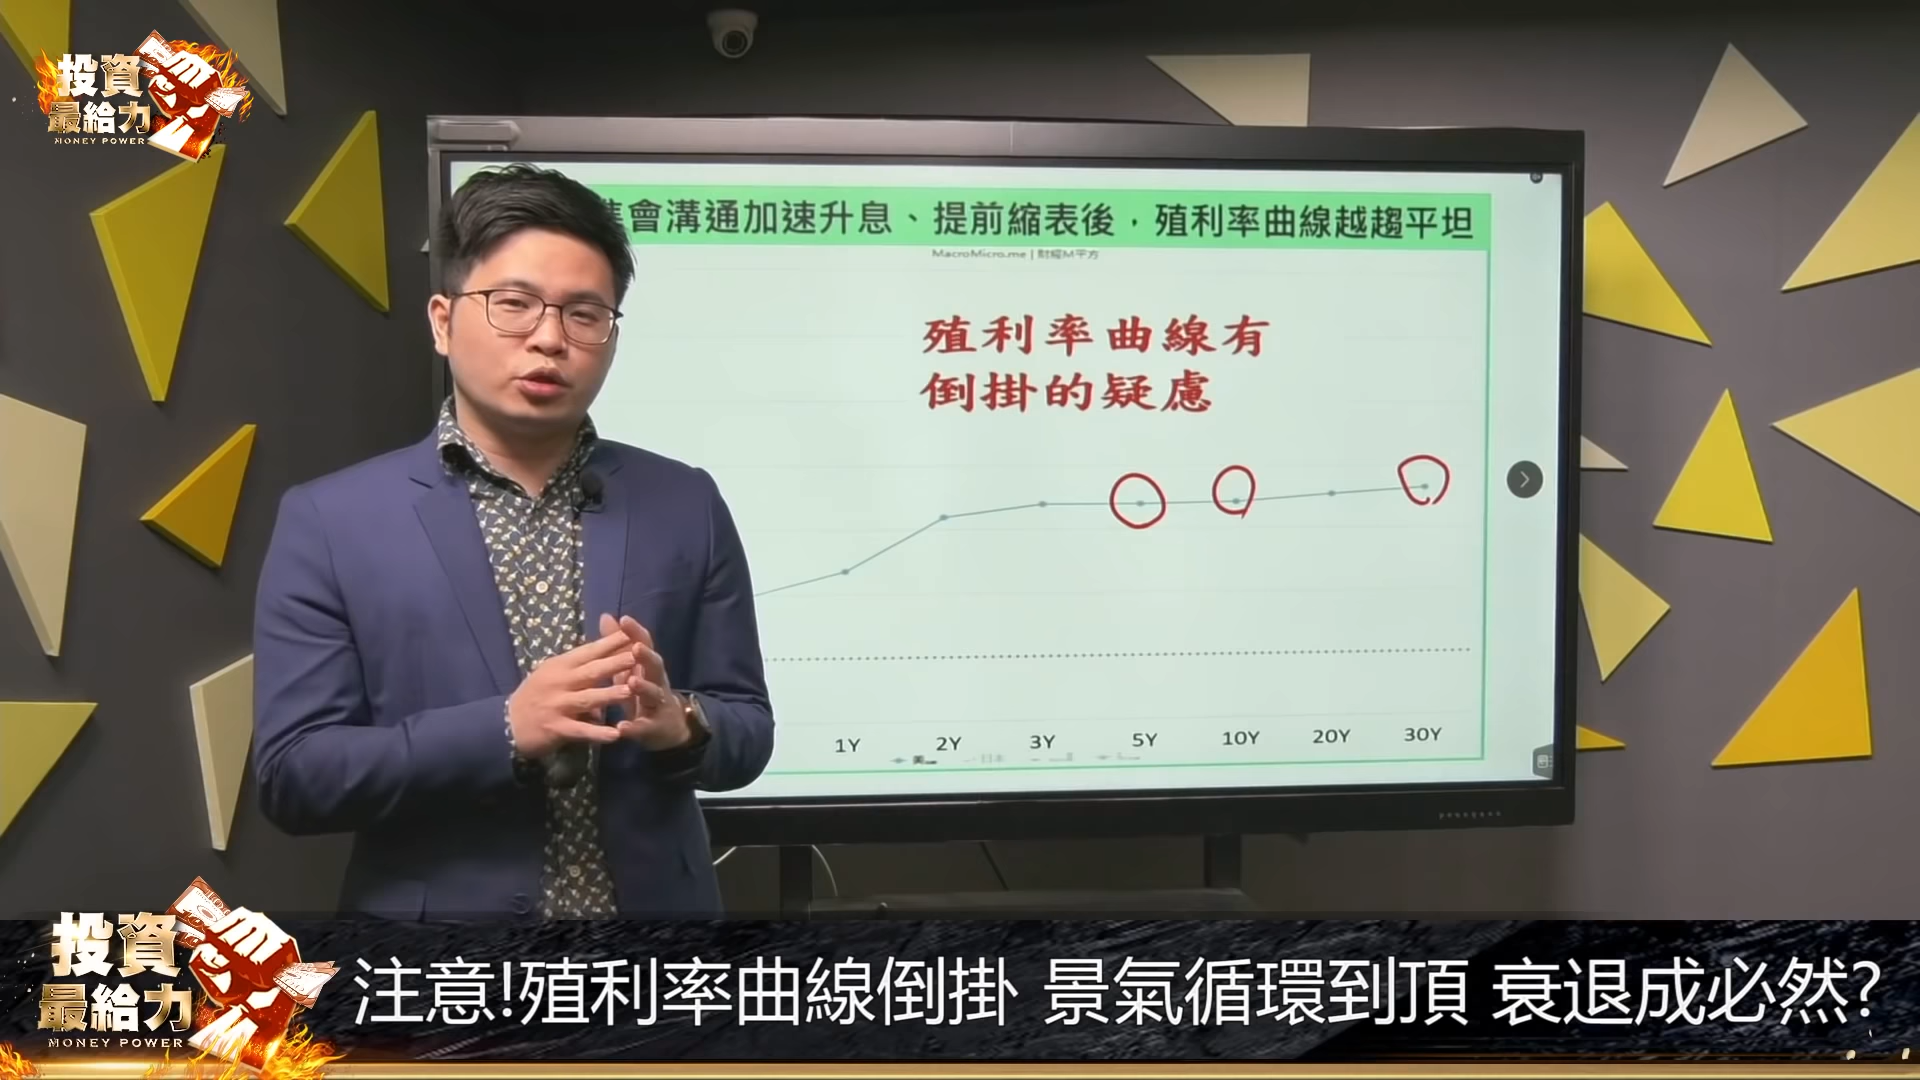 投資
最給力
MONEY POWER
準會溝通加速升息、提前縮表後，殖利率曲線越趨平坦
MacroMicro.me | 財經M平方
殖利率曲線有
倒掛的疑慮
1Y 2Y 3Y 5Y 10Y 20Y 30Y
美
日本
投資
最給力
MONEY POWER
注意!殖利率曲線倒掛 景氣循環到頂 衰退成必然?